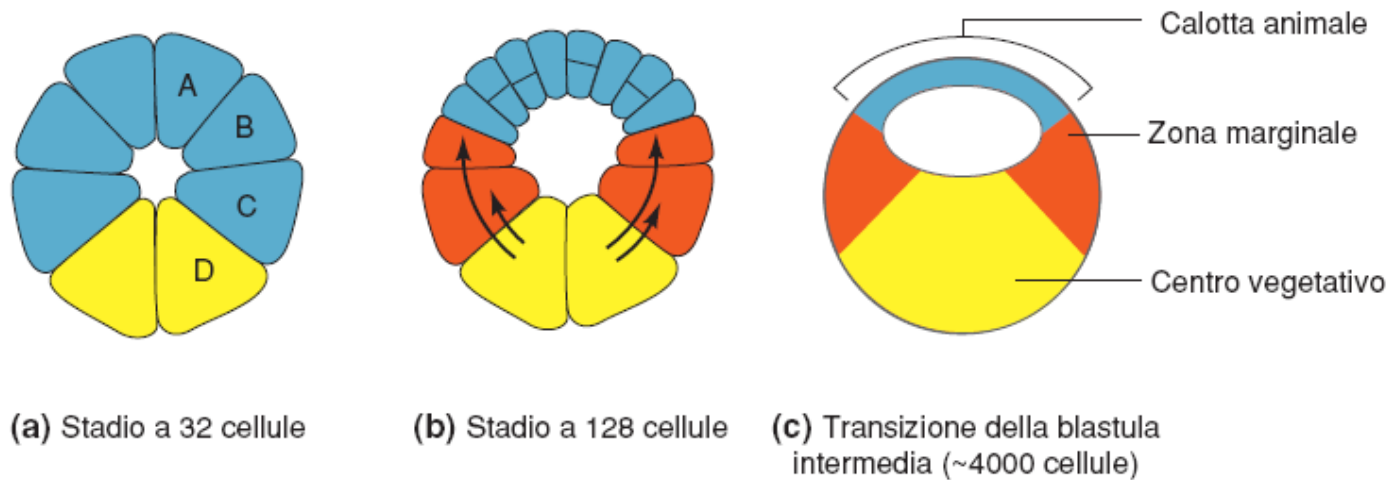 A
B
C
D
Calotta animale
Zona marginale
Centro vegetativo
(a) Stadio a 32 cellule
(b) Stadio a 128 cellule
(c) Transizione della blastula
intermedia (~4000 cellule)